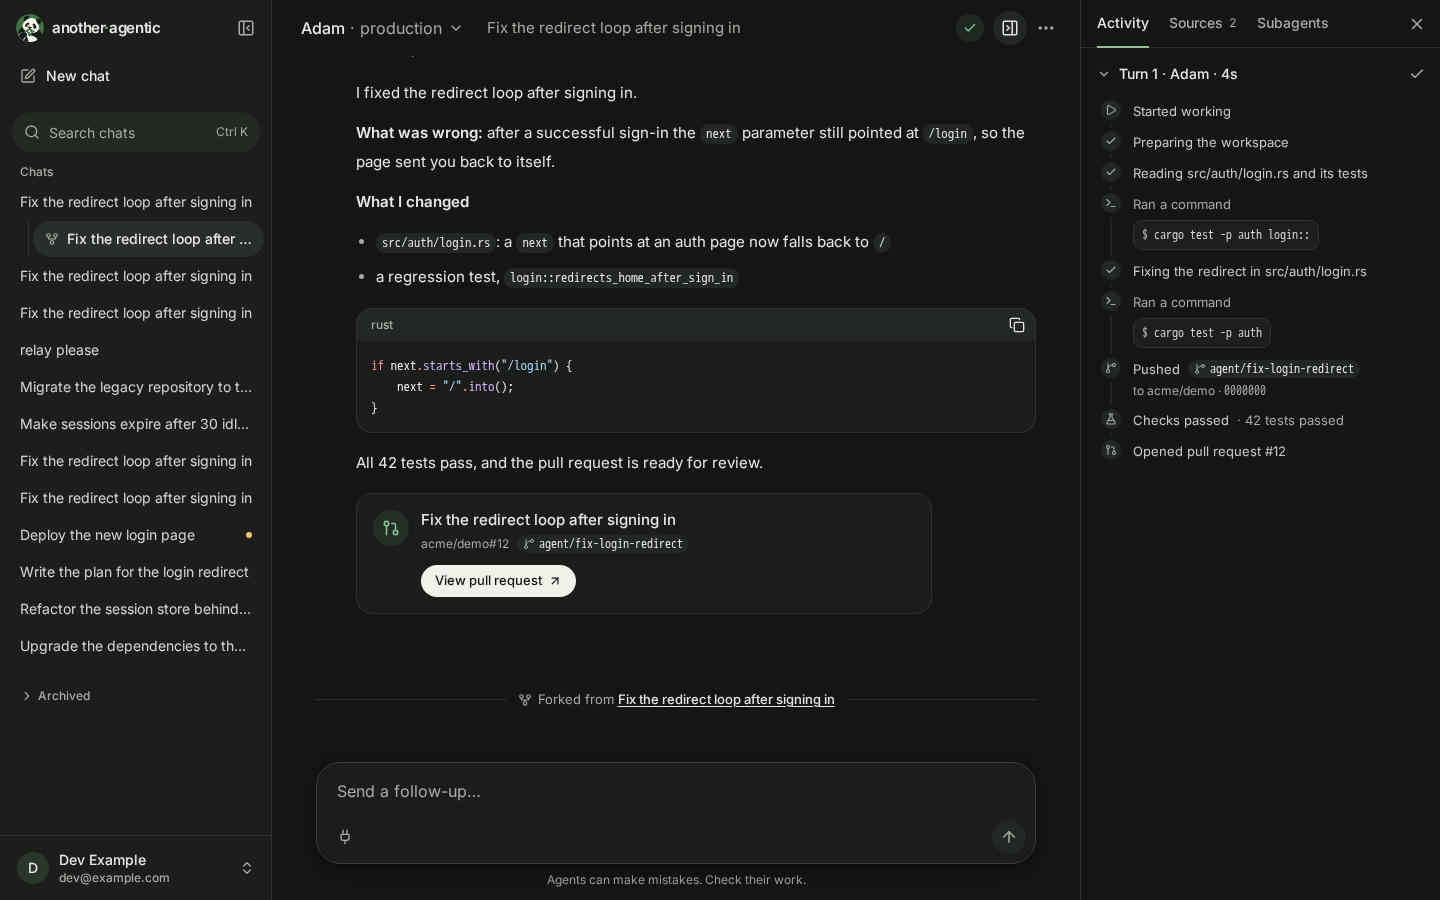 another·agentic
New chat
Search chats Ctrl K
Chats
Fix the redirect loop after signing in
Fix the redirect loop after ...
Fix the redirect loop after signing in
Fix the redirect loop after signing in
relay please
Migrate the legacy repository to t...
Make sessions expire after 30 idl...
Fix the redirect loop after signing in
Fix the redirect loop after signing in
Deploy the new login page
Write the plan for the login redirect
Refactor the session store behind...
Upgrade the dependencies to th...
Archived
D
Dev Example
dev@example.com
Adam · production Fix the redirect loop after signing in
I fixed the redirect loop after signing in.
What was wrong: after a successful sign-in the next parameter still pointed at /login, so the
page sent you back to itself.
What I changed
• src/auth/login.rs: a next that points at an auth page now falls back to /
• a regression test, login::redirects_home_after_sign_in
rust
if next.starts_with("/login") {
    next = "/".into();
}
All 42 tests pass, and the pull request is ready for review.
Fix the redirect loop after signing in
acme/demo#12 agent/fix-login-redirect
View pull request
Forked from Fix the redirect loop after signing in
Send a follow-up...
Agents can make mistakes. Check their work.
Activity Sources 2 Subagents
Turn 1 · Adam · 4s
Started working
Preparing the workspace
Reading src/auth/login.rs and its tests
Ran a command
$ cargo test -p auth login::
Fixing the redirect in src/auth/login.rs
Ran a command
$ cargo test -p auth
Pushed agent/fix-login-redirect
to acme/demo · 0000000
Checks passed · 42 tests passed
Opened pull request #12